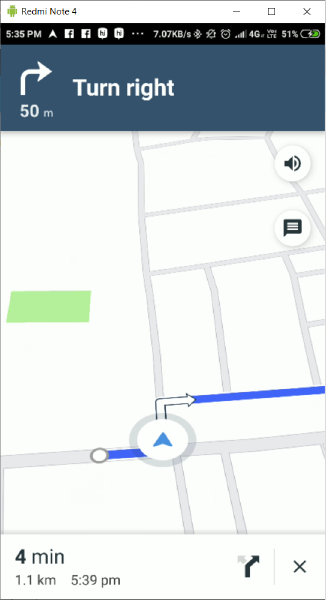 Redmi Note 4
5:35 PM 7.07KB/s 4G VoLTE 51%
Turn right
50 m
4 min
1.1 km 5:39 pm